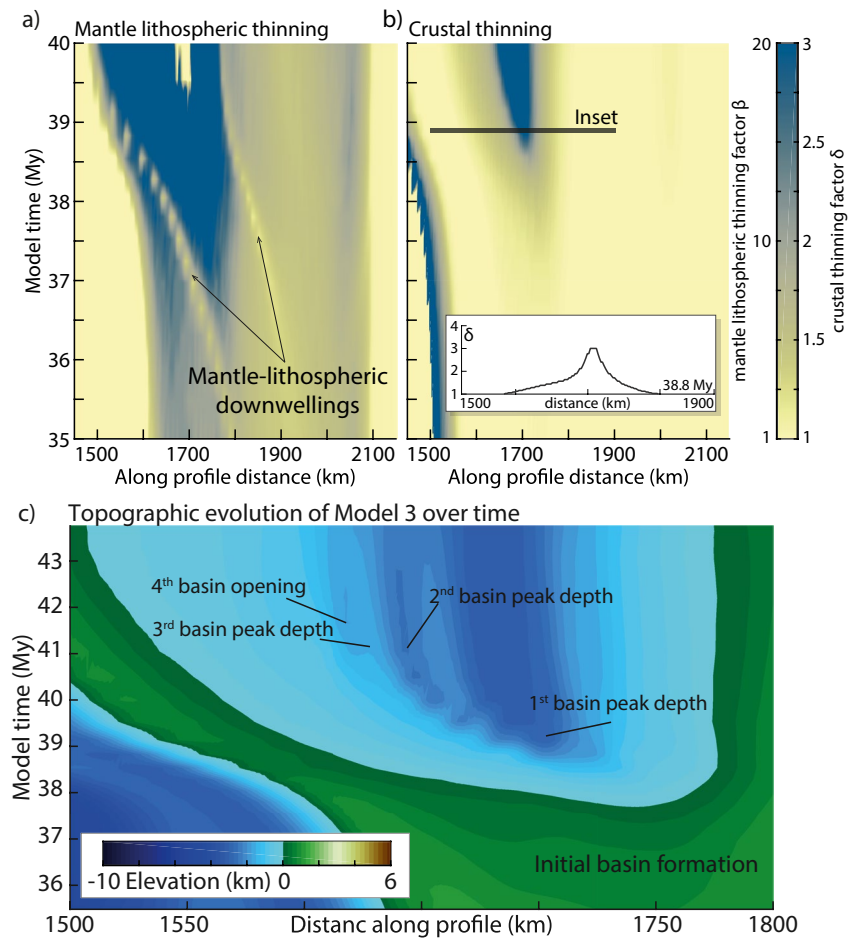 a)
Mantle lithospheric thinning
b)
Crustal thinning
40
39
38
37
36
35
Model time (My)
Mantle-lithospheric
downwellings
1500
1700
1900
2100
Along profile distance (km)
Inset
4
3
2
1
δ
38.8 My
1500
distance (km)
1900
1500
1700
1900
2100
Along profile distance (km)
20
10
1
mantle lithospheric thinning factor β
3
2.5
2
1.5
1
crustal thinning factor δ
c)
Topographic evolution of Model 3 over time
43
42
41
40
39
38
37
36
Model time (My)
4th basin opening
3rd basin peak depth
2nd basin peak depth
1st basin peak depth
Initial basin formation
-10 Elevation (km) 0
6
1500
1550
Distanc along profile (km)
1750
1800